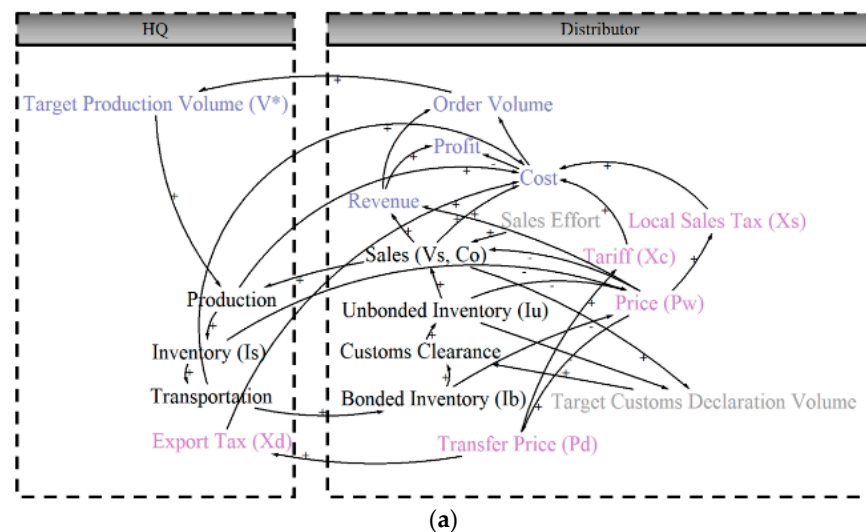 HQ
Distributor
Target Production Volume (V*)
Order Volume
Profit
Cost
Revenue
Sales Effort
Local Sales Tax (Xs)
Sales (Vs, Co)
Tariff (Xc)
Production
Unbonded Inventory (Iu)
Price (Pw)
Inventory (Is)
Customs Clearance
Transportation
Bonded Inventory (Ib)
Target Customs Declaration Volume
Export Tax (Xd)
Transfer Price (Pd)
(a)